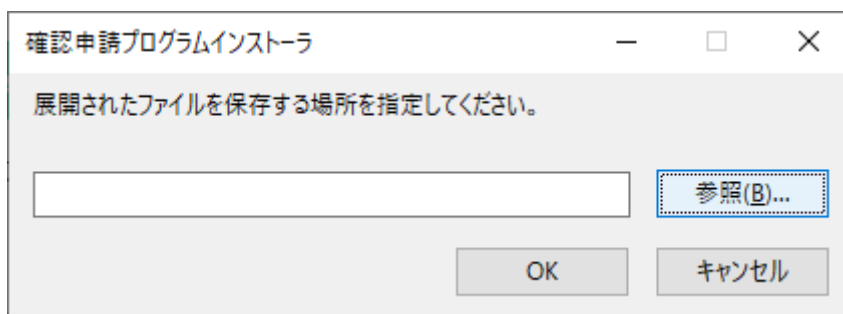 確認申請プログラムインストーラ
展開されたファイルを保存する場所を指定してください。
参照(B)...
OK
キャンセル